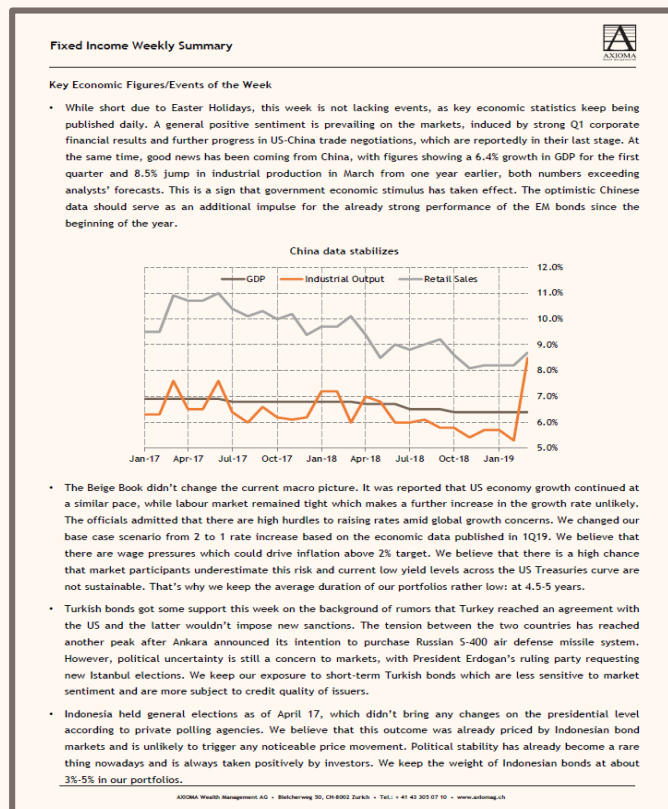 Fixed Income Weekly Summary
A
AXIOMA
Key Economic Figures/Events of the Week
• While short due to Easter Holidays, this week is not lacking events, as key economic statistics keep being
published daily. A general positive sentiment is prevailing on the markets, induced by strong Q1 corporate
financial results and further progress in US-China trade negotiations, which are reportedly in their last stage. At
the same time, good news has been coming from China, with figures showing a 6.4% growth in GDP for the first
quarter and 8.5% jump in industrial production in March from one year earlier, both numbers exceeding
analysts' forecasts. This is a sign that government economic stimulus has taken effect. The optimistic Chinese
data should serve as an additional impulse for the already strong performance of the EM bonds since the
beginning of the year.
China data stabilizes
GDP Industrial Output Retail Sales
12.0%
11.0%
10.0%
9.0%
8.0%
7.0%
6.0%
5.0%
Jan-17 Apr-17 Jul-17 Oct-17 Jan-18 Apr-18 Jul-18 Oct-18 Jan-19
• The Beige Book didn't change the current macro picture. It was reported that US economy growth continued at
a similar pace, while labour market remained tight which makes a further increase in the growth rate unlikely.
The officials admitted that there are high hurdles to raising rates amid global growth concerns. We changed our
base case scenario from 2 to 1 rate increase based on the economic data published in 1Q19. We believe that
there are wage pressures which could drive inflation above 2% target. We believe that there is a high chance
that market participants underestimate this risk and current low yield levels across the US Treasuries curve are
not sustainable. That's why we keep the average duration of our portfolios rather low: at 4.5-5 years.
• Turkish bonds got some support this week on the background of rumors that Turkey reached an agreement with
the US and the latter wouldn't impose new sanctions. The tension between the two countries has reached
another peak after Ankara announced its intention to purchase Russian S-400 air defense missile system.
However, political uncertainty is still a concern to markets, with President Erdogan's ruling party requesting
new Istanbul elections. We keep our exposure to short-term Turkish bonds which are less sensitive to market
sentiment and are more subject to credit quality of issuers.
• Indonesia held general elections as of April 17, which didn't bring any changes on the presidential level
according to private polling agencies. We believe that this outcome was already priced by Indonesian bond
markets and is unlikely to trigger any noticeable price movement. Political stability has already become a rare
thing nowadays and is always taken positively by investors. We keep the weight of Indonesian bonds at about
3%-5% in our portfolios.
AXIOMA Wealth Management AG • Bleicherweg 50, CH-8002 Zurich • Tel.: + 41 43 305 07 10 • www.axiomag.ch